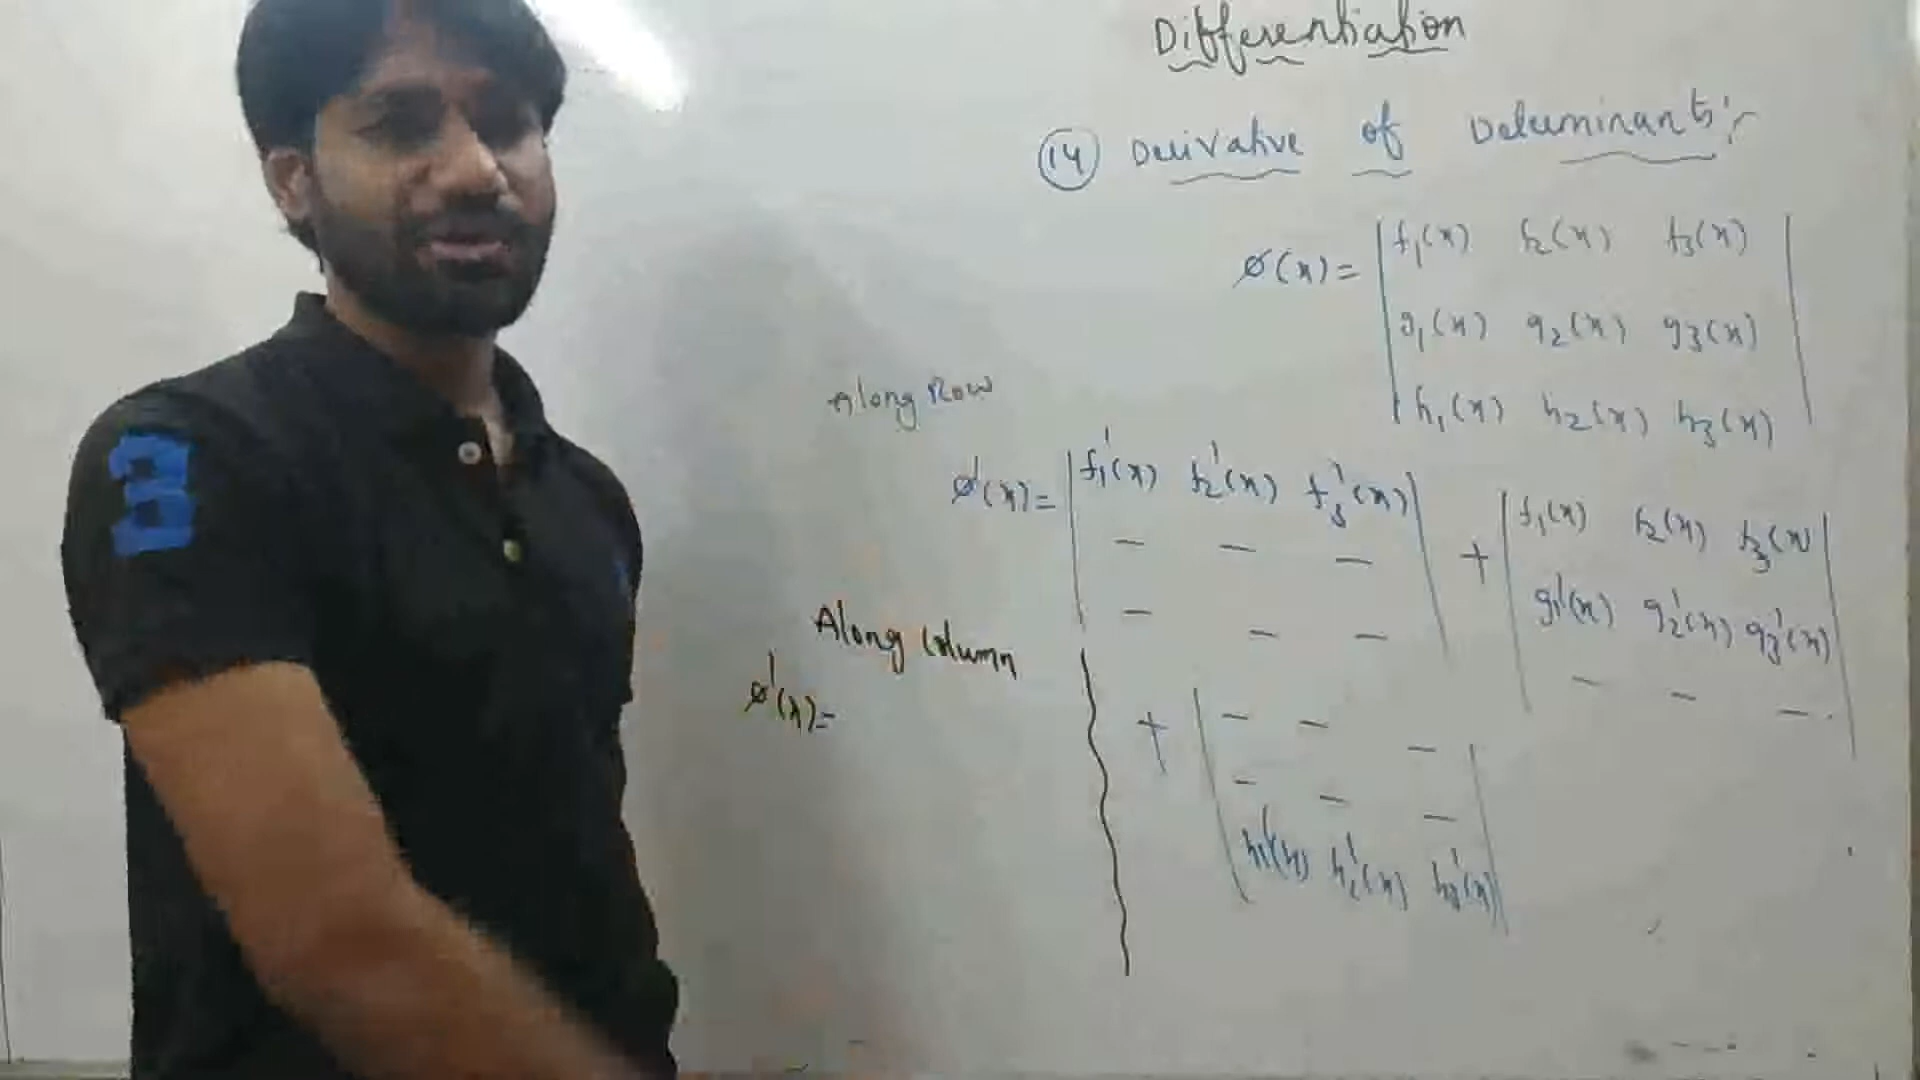 Differentiation
(14) Derivative of Determinants :-
Ø(x) = | f₁(x) f₂(x) f₃(x) |
| g₁(x) g₂(x) g₃(x) |
| h₁(x) h₂(x) h₃(x) |
Along Row
Ø'(x) = | f₁'(x) f₂'(x) f₃'(x) | + | f₁(x) f₂(x) f₃(x) |
| — — — | | g₁'(x) g₂'(x) g₃'(x) |
| — — — | | — — — |
+ | — — — |
| — — — |
| h₁'(x) h₂'(x) h₃'(x) |
Along Column
Ø'(x) =